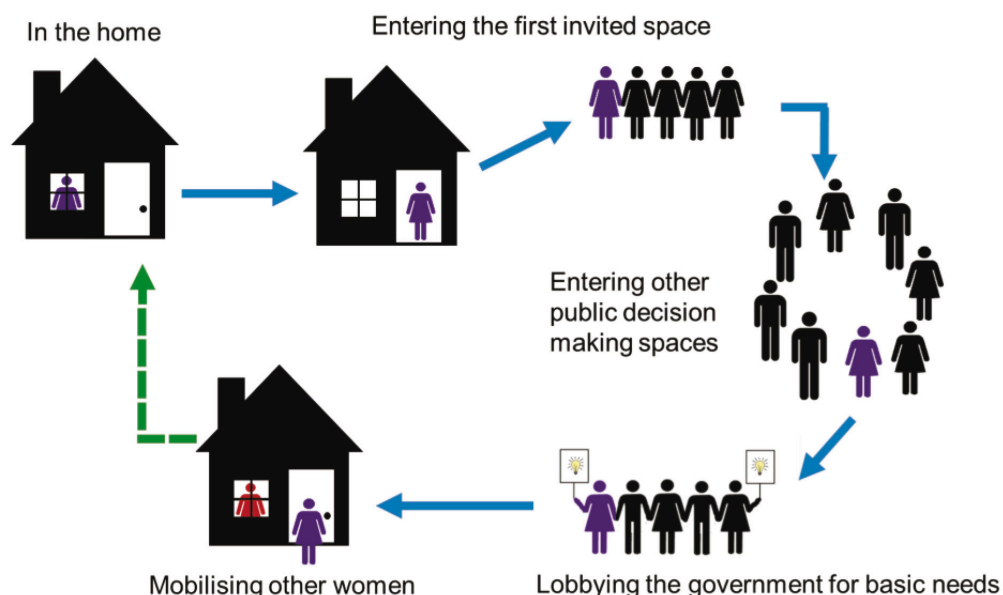 In the home
Entering the first invited space
Entering other
public decision
making spaces
Lobbying the government for basic needs
Mobilising other women